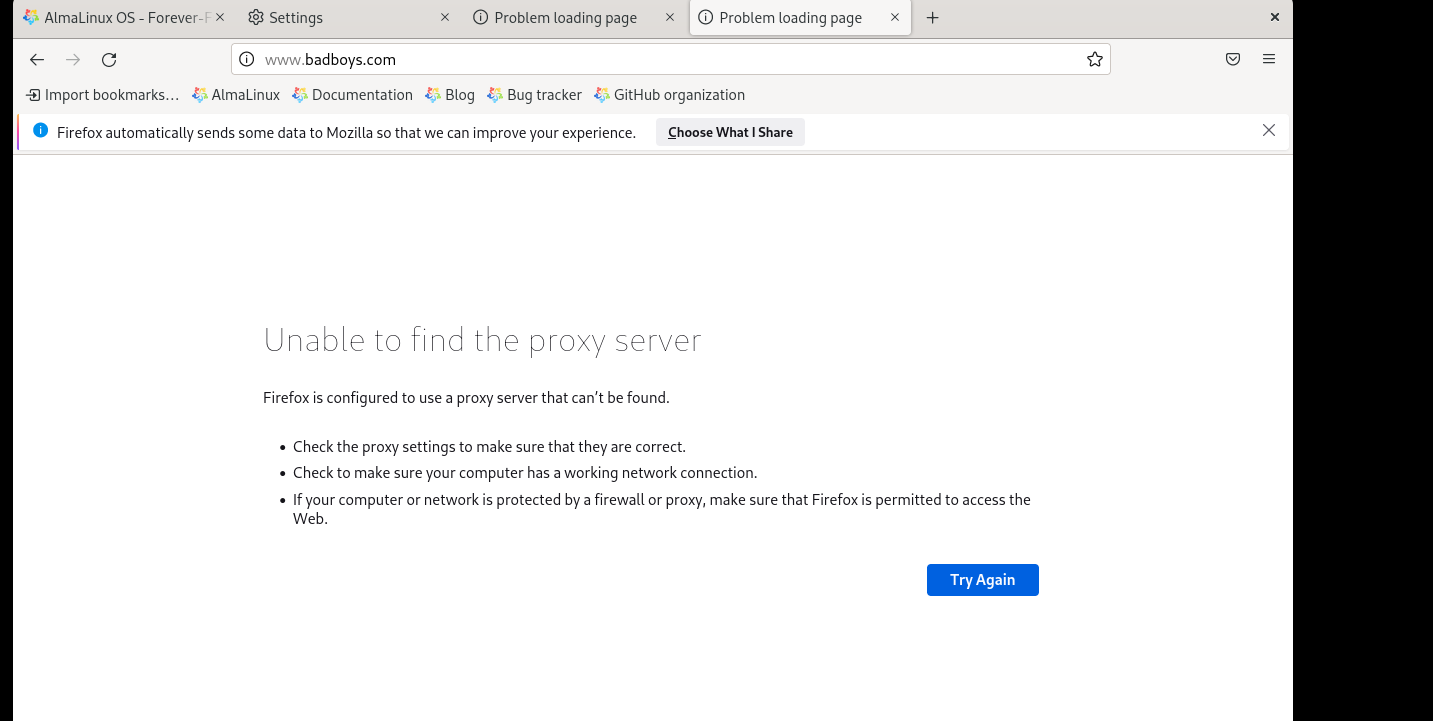 AlmaLinux OS - Forever-F
Settings
Problem loading page
Problem loading page
www.badboys.com
Import bookmarks...
AlmaLinux
Documentation
Blog
Bug tracker
GitHub organization
Firefox automatically sends some data to Mozilla so that we can improve your experience.
Choose What I Share
Unable to find the proxy server
Firefox is configured to use a proxy server that can’t be found.
• Check the proxy settings to make sure that they are correct.
• Check to make sure your computer has a working network connection.
• If your computer or network is protected by a firewall or proxy, make sure that Firefox is permitted to access the
Web.
Try Again